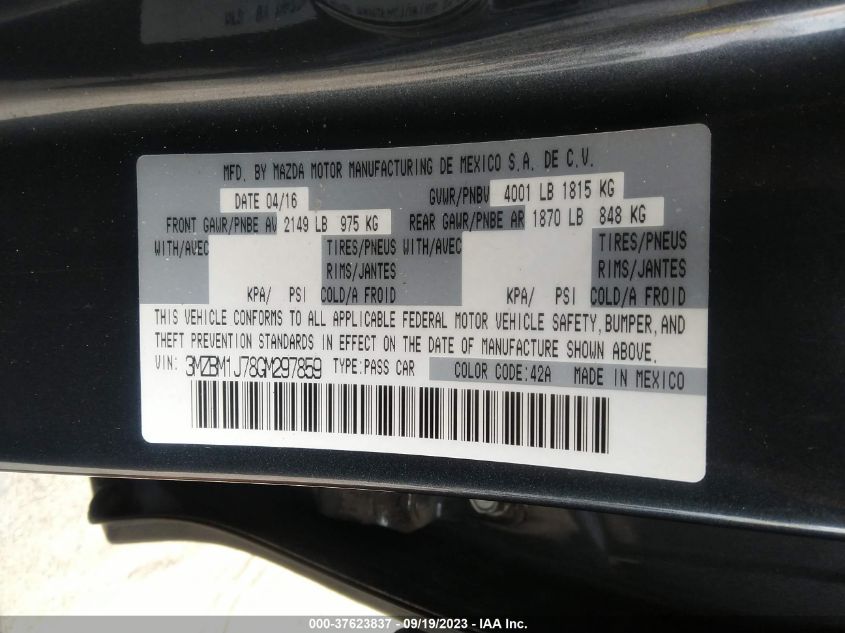 MFD. BY MAZDA MOTOR MANUFACTURING DE MEXICO S.A. DE C.V.
DATE 04/16 GVWR/PNBV 4001 LB 1815 KG
FRONT GAWR/PNBE AV 2149 LB 975 KG REAR GAWR/PNBE AR 1870 LB 848 KG
WITH/AVEC TIRES/PNEUS WITH/AVEC TIRES/PNEUS
RIMS/JANTES RIMS/JANTES
KPA/ PSI COLD/A FROID KPA/ PSI COLD/A FROID
THIS VEHICLE CONFORMS TO ALL APPLICABLE FEDERAL MOTOR VEHICLE SAFETY, BUMPER, AND
THEFT PREVENTION STANDARDS IN EFFECT ON THE DATE OF MANUFACTURE SHOWN ABOVE.
VIN: 3MZBM1J78GM297859 TYPE:PASS CAR COLOR CODE:42A MADE IN MEXICO
000-37623837 - 09/19/2023 - IAA Inc.